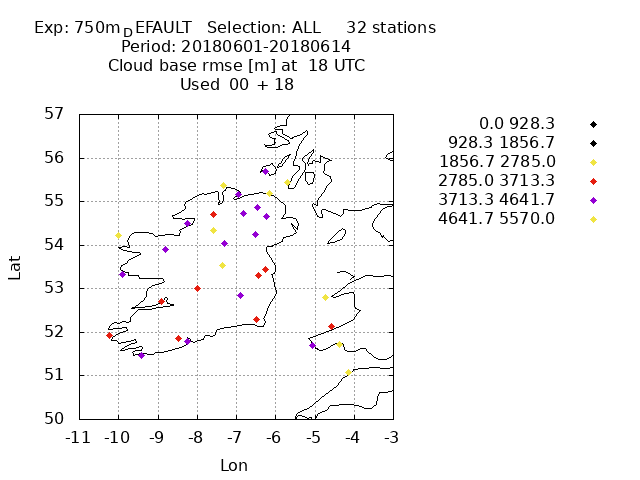 Exp: 750mDEFAULT Selection: ALL 32 stations
Period: 20180601-20180614
Cloud base rmse [m] at 18 UTC
Used 00 + 18
0.0 928.3
928.3 1856.7
1856.7 2785.0
2785.0 3713.3
3713.3 4641.7
4641.7 5570.0
57
56
55
54
53
52
51
50
Lat
-11 -10 -9 -8 -7 -6 -5 -4 -3
Lon